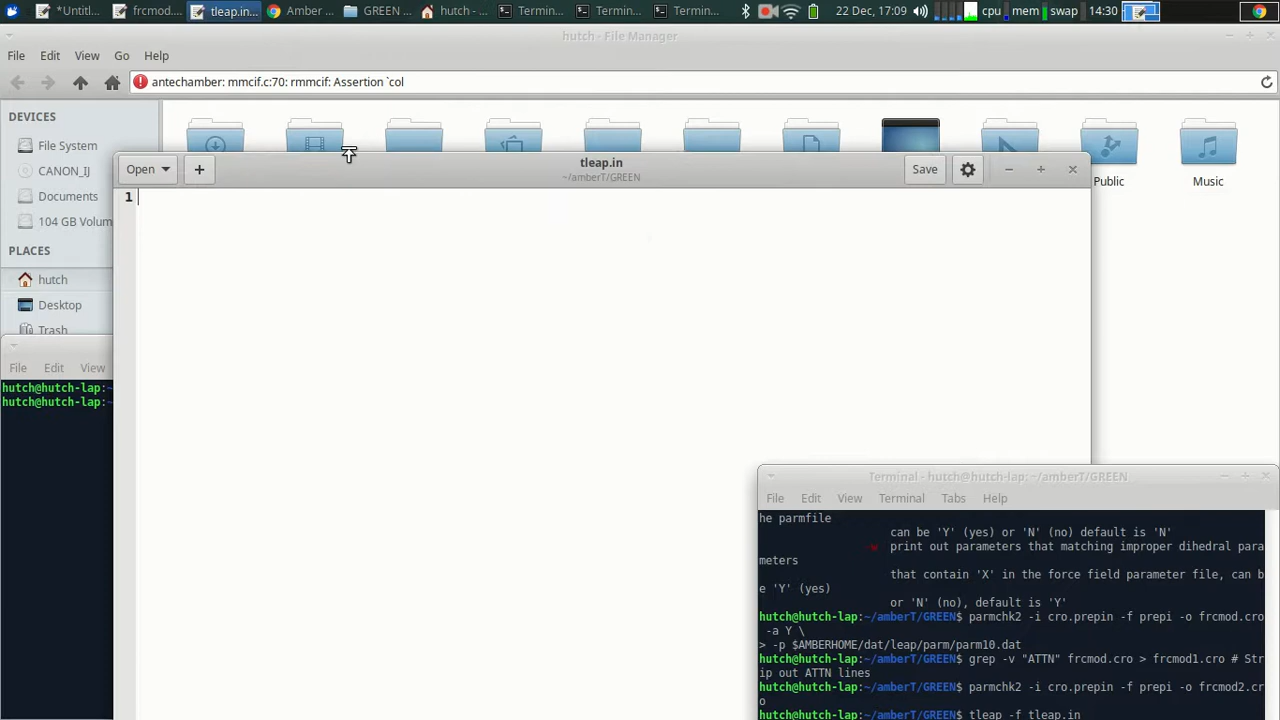 *Untitl... frcmod... tleap.in... Amber ... GREEN ... hutch - ... Termin... Termin... Termin... 22 Dec, 17:09 cpu mem swap 14:30
hutch - File Manager
File Edit View Go Help
antechamber: mmcif.c:70: rmmcif: Assertion `col
DEVICES
File System
CANON_IJ
Documents
104 GB Volum
PLACES
hutch
Desktop
Trash
Public
Music
Open
+
tleap.in
~/amberT/GREEN
Save
1
File Edit View
hutch@hutch-lap:~
hutch@hutch-lap:~
Terminal - hutch@hutch-lap: ~/amberT/GREEN
File Edit View Terminal Tabs Help
he parmfile
can be 'Y' (yes) or 'N' (no) default is 'N'
print out parameters that matching improper dihedral para
meters
that contain 'X' in the force field parameter file, can b
e 'Y' (yes)
or 'N' (no), default is 'Y'
hutch@hutch-lap:~/amberT/GREEN$ parmchk2 -i cro.prepin -f prepi -o frcmod.cro
-a Y \
> -p $AMBERHOME/dat/leap/parm/parm10.dat
hutch@hutch-lap:~/amberT/GREEN$ grep -v "ATTN" frcmod.cro > frcmod1.cro # Str
ip out ATTN lines
hutch@hutch-lap:~/amberT/GREEN$ parmchk2 -i cro.prepin -f prepi -o frcmod2.cr
o
hutch@hutch-lap:~/amberT/GREEN$ tleap -f tleap.in